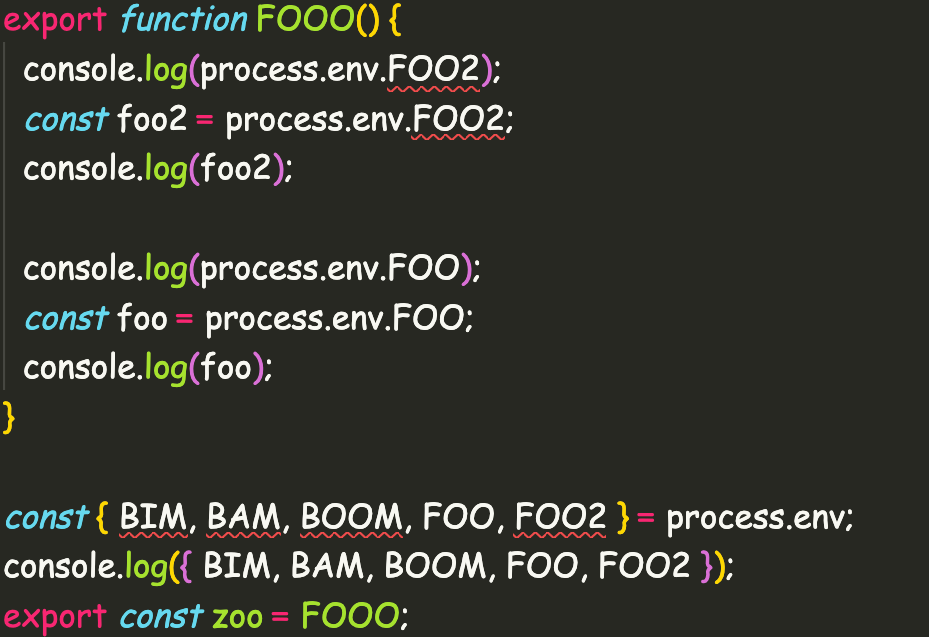 export function FOOO() {
console.log(process.env.FOO2);
const foo2 = process.env.FOO2;
console.log(foo2);
console.log(process.env.FOO);
const foo = process.env.FOO;
console.log(foo);
}
const { BIM, BAM, BOOM, FOO, FOO2 } = process.env;
console.log({ BIM, BAM, BOOM, FOO, FOO2 });
export const zoo = FOOO;